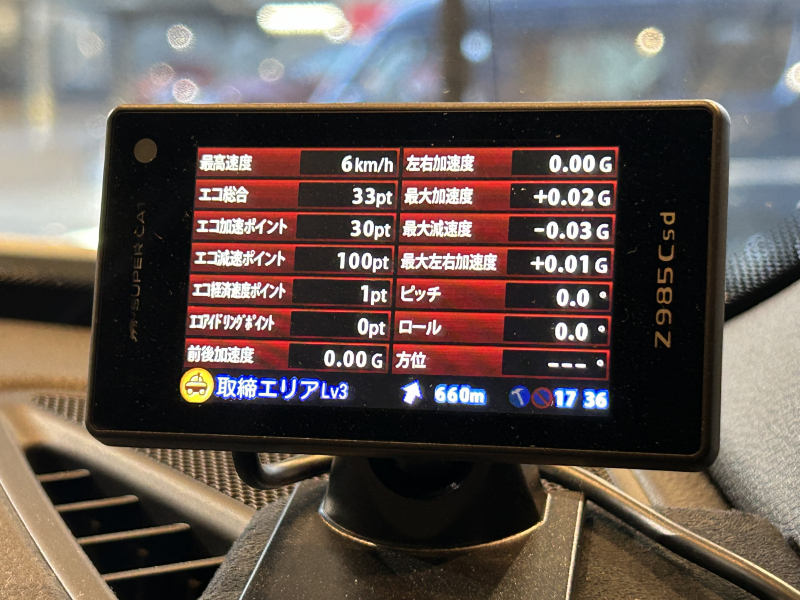 SUPER CAT
最高速度 6km/h 左右加速度 0.00G
エコ総合 33pt 最大加速度 +0.02G
エコ加速ポイント 30pt 最大減速度 -0.03G
エコ減速ポイント 100pt 最大左右加速度 +0.01G
エコ経済速度ポイント 1pt ピッチ 0.0°
エコアイドリングポイント 0pt ロール 0.0°
前後加速度 0.00G 方位 ---°
取締エリアLv3 660m 17 36
Z985Csd